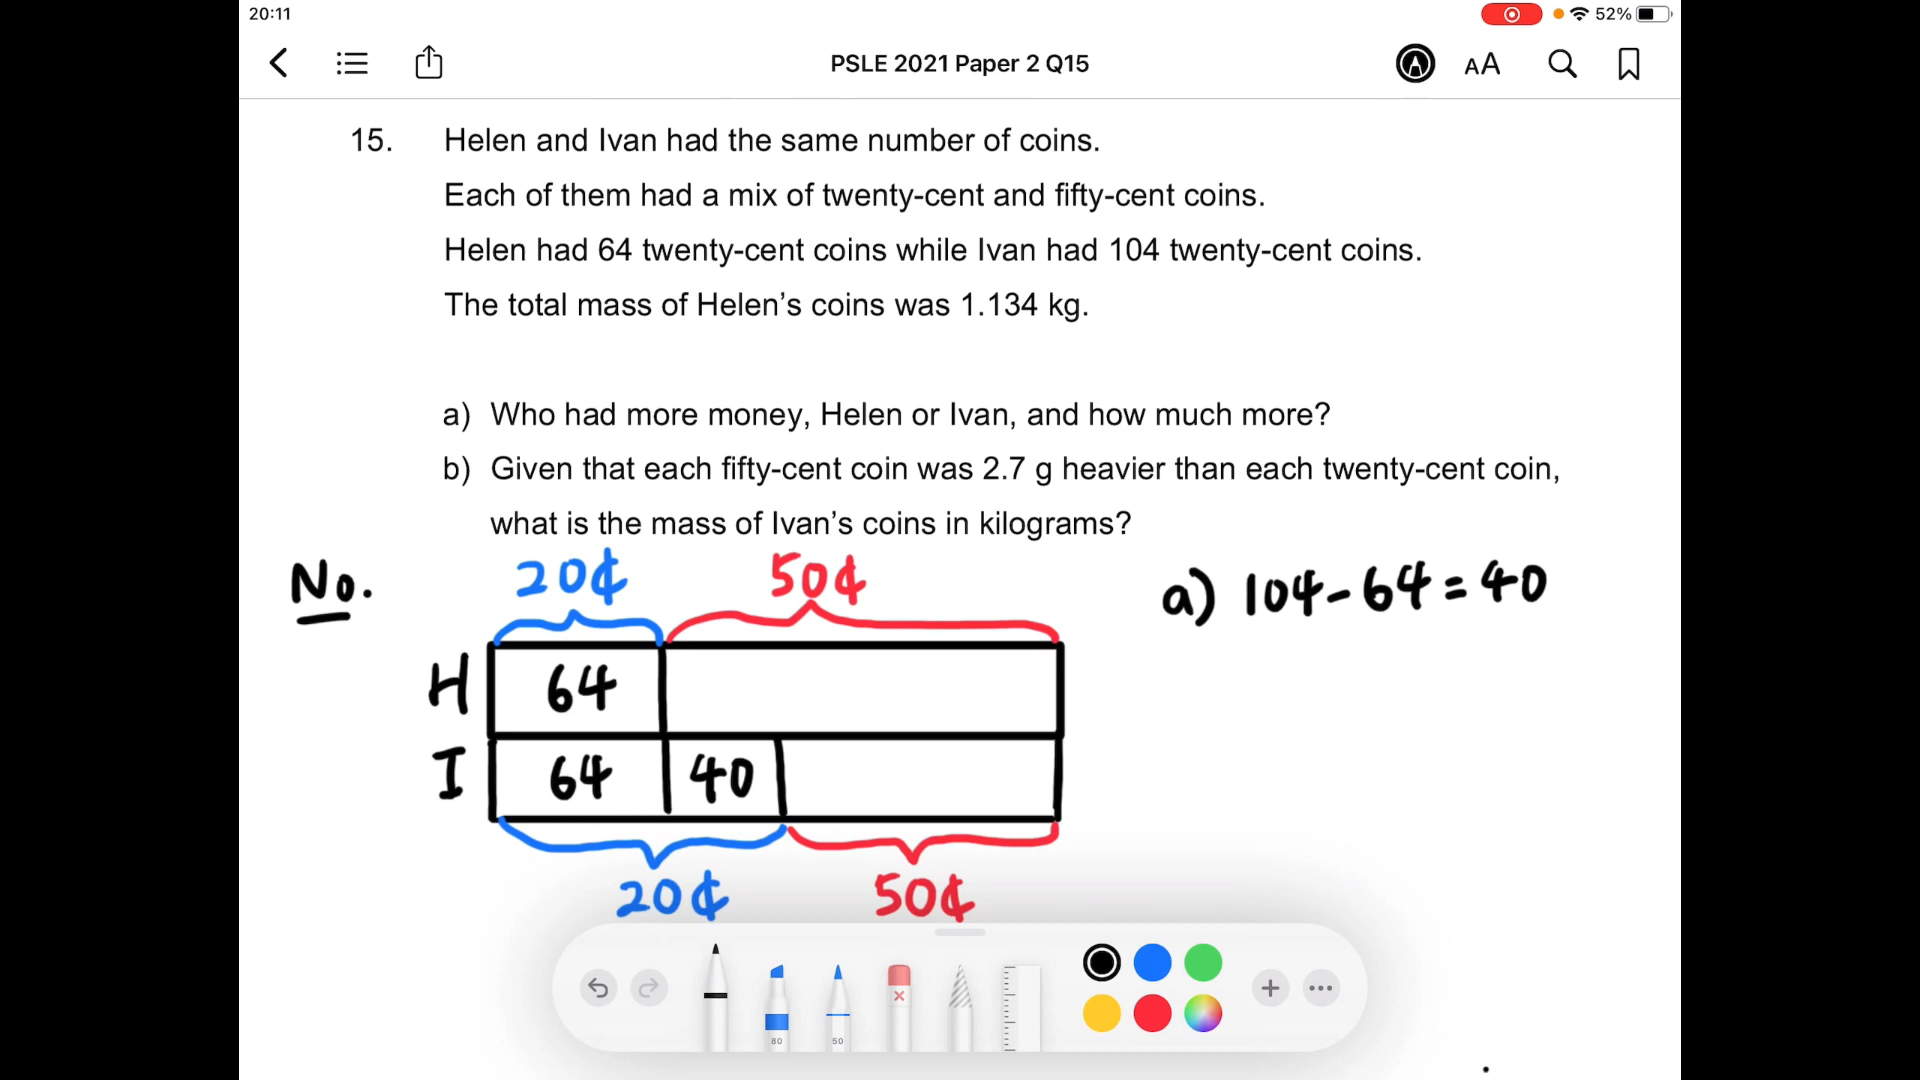 20:11
52%
AA
PSLE 2021 Paper 2 Q15
15. Helen and Ivan had the same number of coins.
Each of them had a mix of twenty-cent and fifty-cent coins.
Helen had 64 twenty-cent coins while Ivan had 104 twenty-cent coins.
The total mass of Helen’s coins was 1.134 kg.
a) Who had more money, Helen or Ivan, and how much more?
b) Given that each fifty-cent coin was 2.7 g heavier than each twenty-cent coin,
what is the mass of Ivan’s coins in kilograms?
No. 20¢ 50¢
a) 104-64=40
H 64
I 64 40
20¢ 50¢
80 50